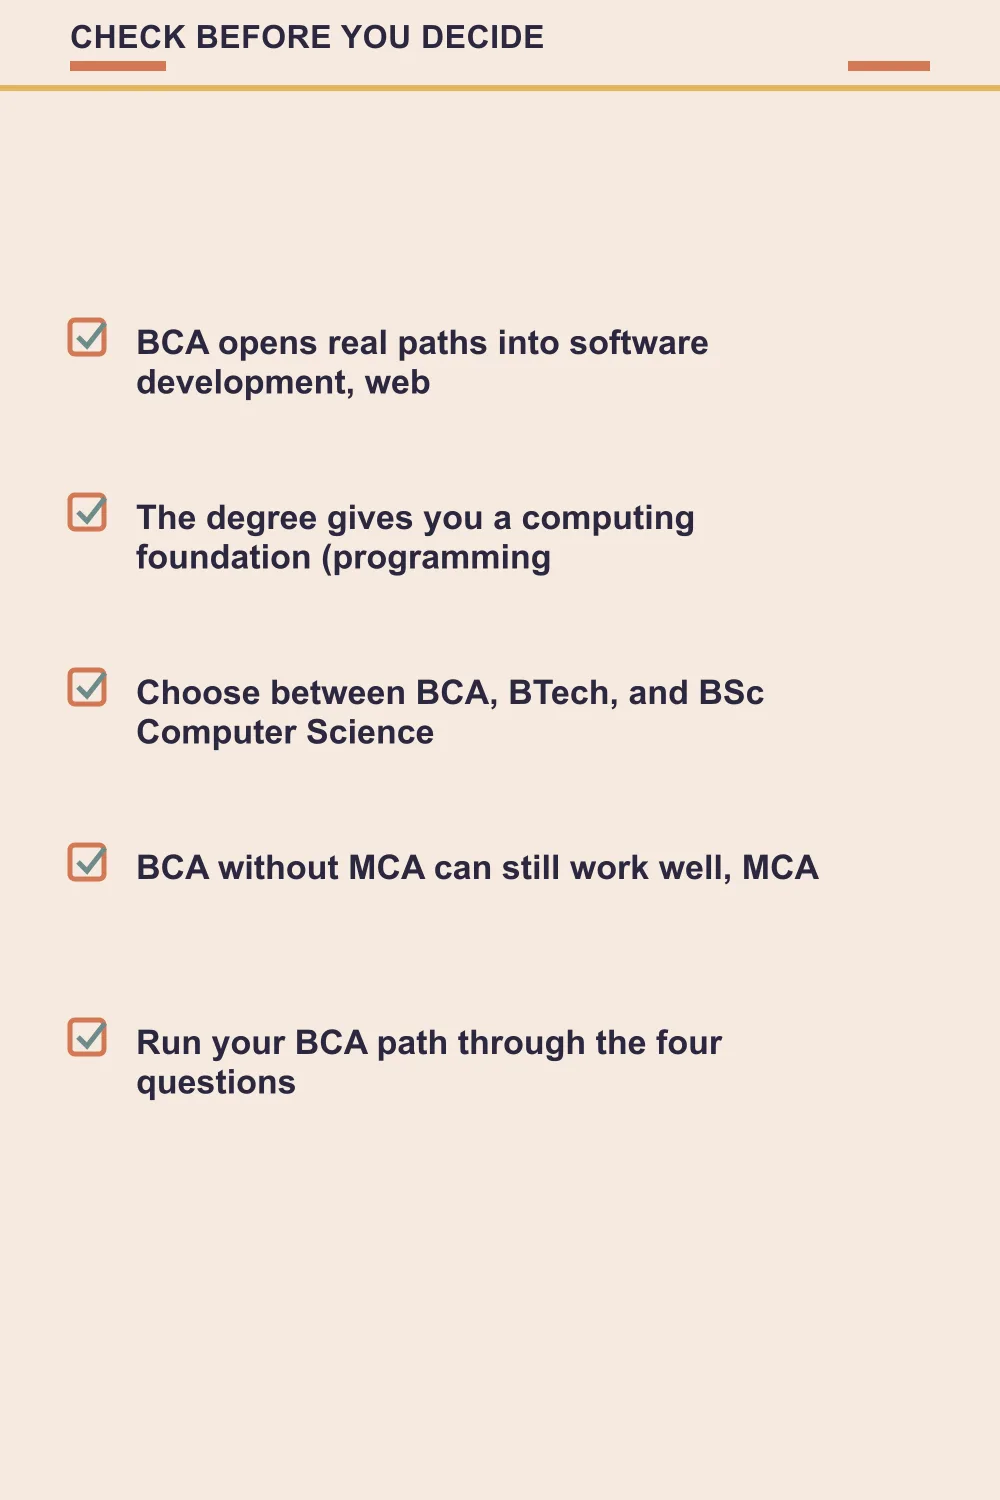 CHECK BEFORE YOU DECIDE
BCA opens real paths into software
development, web
The degree gives you a computing
foundation (programming
Choose between BCA, BTech, and BSc
Computer Science
BCA without MCA can still work well, MCA
Run your BCA path through the four
questions